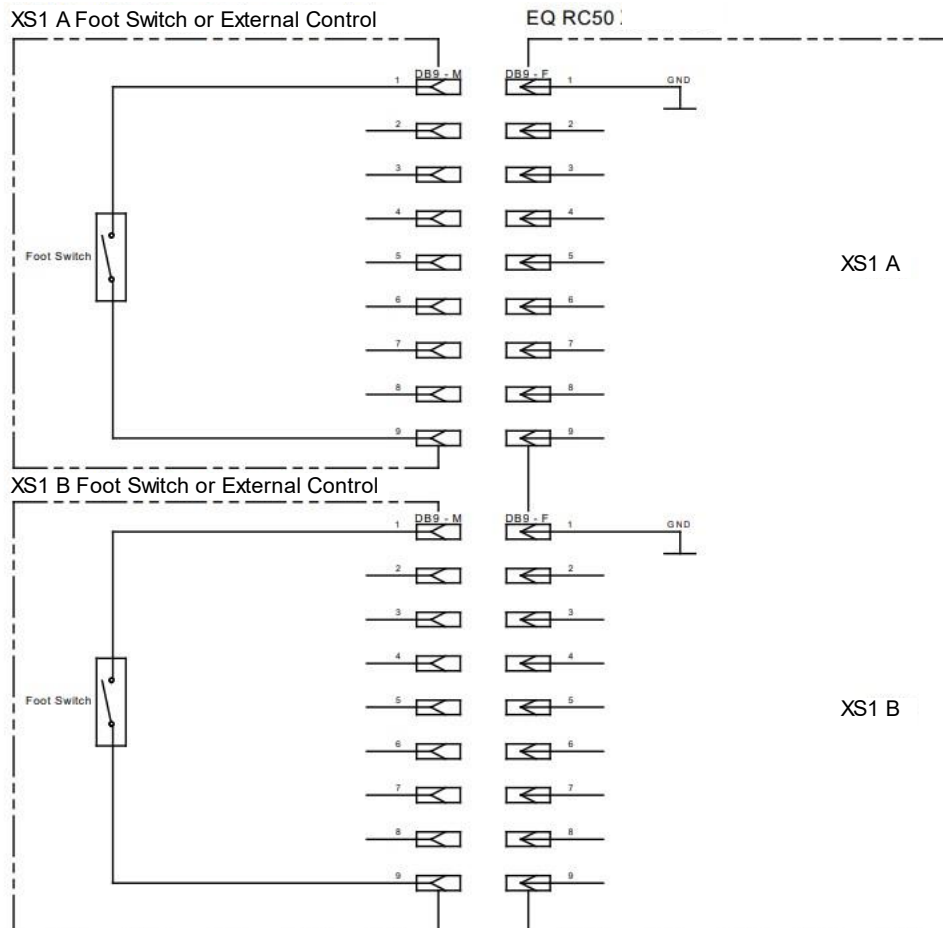 XS1 A Foot Switch or External Control
EQ RC50
DB9 - M
DB9 - F
1
1
GND
2
2
3
3
4
4
Foot Switch
5
5
XS1 A
6
6
7
7
8
8
9
9
XS1 B Foot Switch or External Control
DB9 - M
DB9 - F
1
1
GND
2
2
3
3
4
4
Foot Switch
5
5
XS1 B
6
6
7
7
8
8
9
9